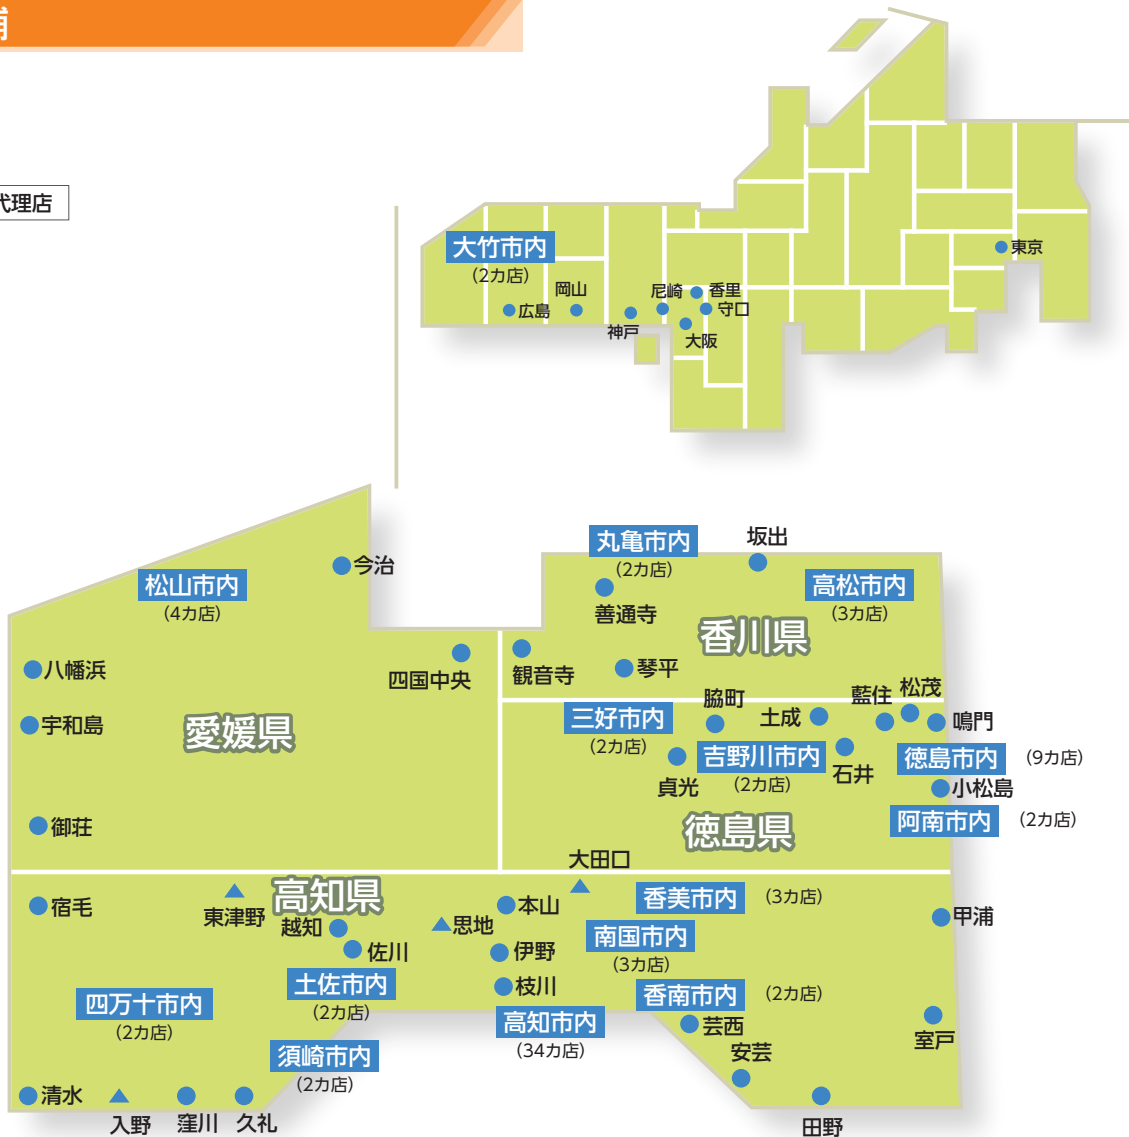 舗
代理店
大竹市内
（2カ店）
岡山
広島
神戸
尼崎
香里
守口
大阪
東京
松山市内
（4カ店）
今治
八幡浜
宇和島
四国中央
愛媛県
御荘
丸亀市内
（2カ店）
坂出
善通寺
高松市内
（3カ店）
香川県
観音寺
琴平
三好市内
（2カ店）
脇町
土成
藍住
松茂
鳴門
貞光
吉野川市内
（2カ店）
石井
徳島市内
（9カ店）
小松島
徳島県
阿南市内
（2カ店）
大田口
宿毛
東津野
高知県
越知
佐川
思地
本山
伊野
枝川
香美市内
（3カ店）
南国市内
（3カ店）
甲浦
四万十市内
（2カ店）
土佐市内
（2カ店）
香南市内
（2カ店）
高知市内
（34カ店）
芸西
室戸
須崎市内
（2カ店）
安芸
清水
入野
窪川
久礼
田野